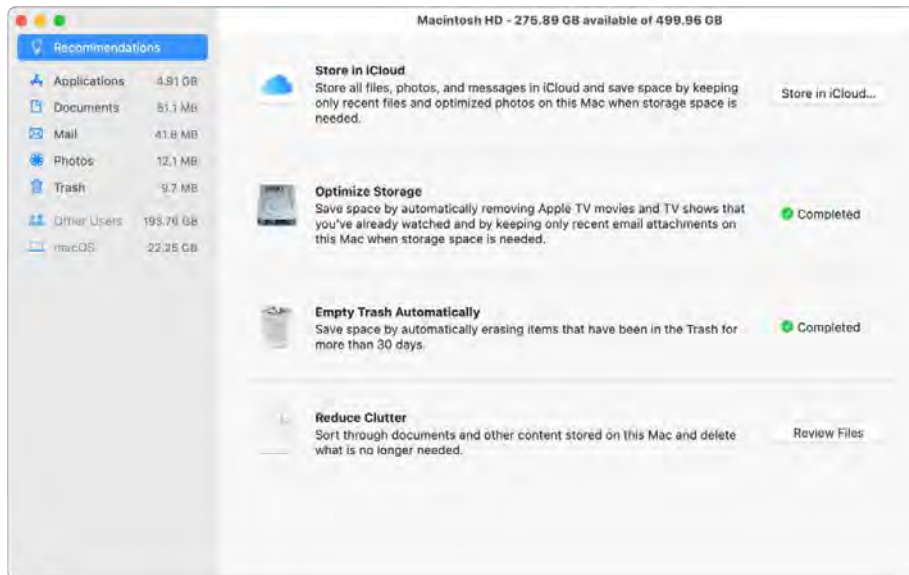 Macintosh HD - 275.89 GB available of 499.96 GB
Recommendations
Applications 4.91 GB
Documents 51.1 MB
Mail 41.8 MB
Photos 12.1 MB
Trash 9.7 MB
Other Users 193.76 GB
macOS 22.25 GB
Store in iCloud
Store all files, photos, and messages in iCloud and save space by keeping
only recent files and optimized photos on this Mac when storage space is
needed.
Store in iCloud...
Optimize Storage
Save space by automatically removing Apple TV movies and TV shows that
you've already watched and by keeping only recent email attachments on
this Mac when storage space is needed.
Completed
Empty Trash Automatically
Save space by automatically erasing items that have been in the Trash for
more than 30 days.
Completed
Reduce Clutter
Sort through documents and other content stored on this Mac and delete
what is no longer needed.
Review Files